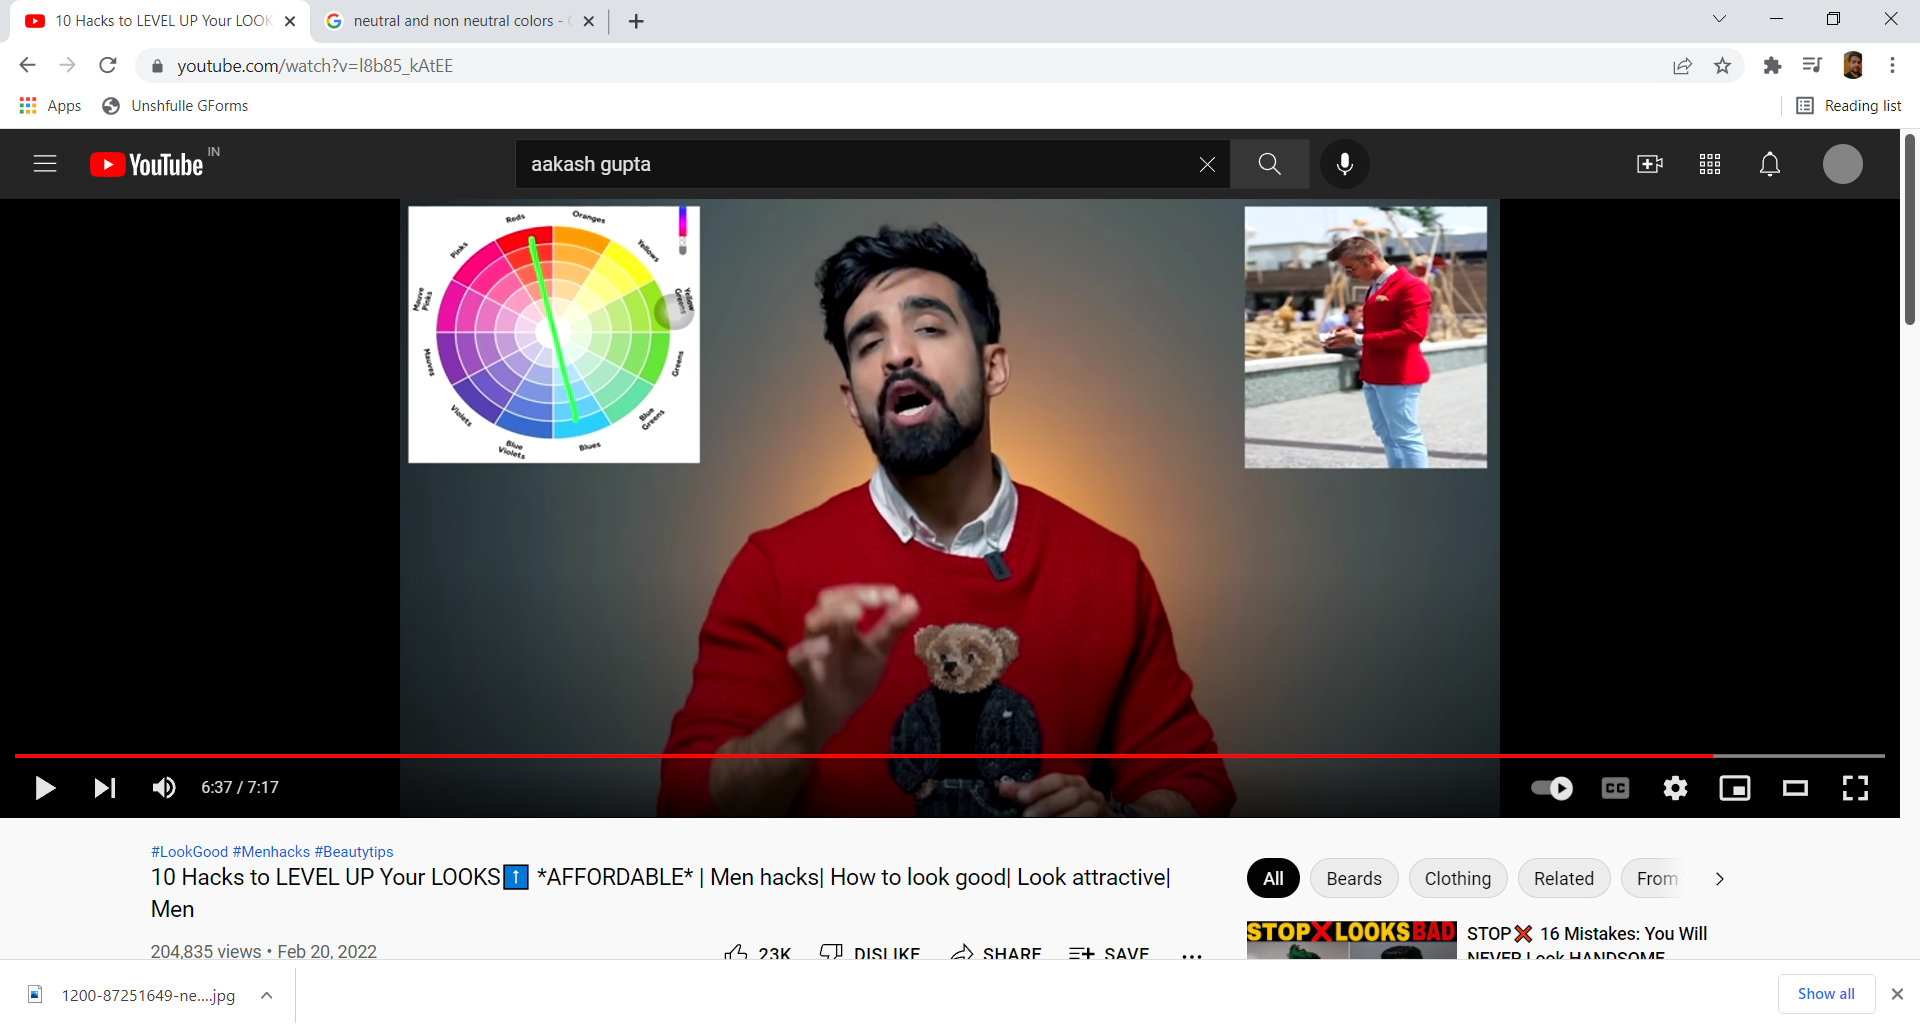 10 Hacks to LEVEL UP Your LOOK
neutral and non neutral colors -
youtube.com/watch?v=l8b85_kAtEE
Apps
Unshfulle GForms
Reading list
YouTube IN
aakash gupta
Reds
Oranges
Yellows
Yellow Greens
Greens
Blue Greens
Blues
Blue Violets
Violets
Mauves
Mauve Pinks
Pinks
6:37 / 7:17
CC
#LookGood #Menhacks #Beautytips
10 Hacks to LEVEL UP Your LOOKS⬆️ *AFFORDABLE* | Men hacks| How to look good| Look attractive|
Men
204,835 views • Feb 20, 2022
23K
DISLIKE
SHARE
SAVE
All
Beards
Clothing
Related
From
STOP❌LOOKS BAD
STOP❌ 16 Mistakes: You Will
NEVER Look HANDSOME
1200-87251649-ne....jpg
Show all